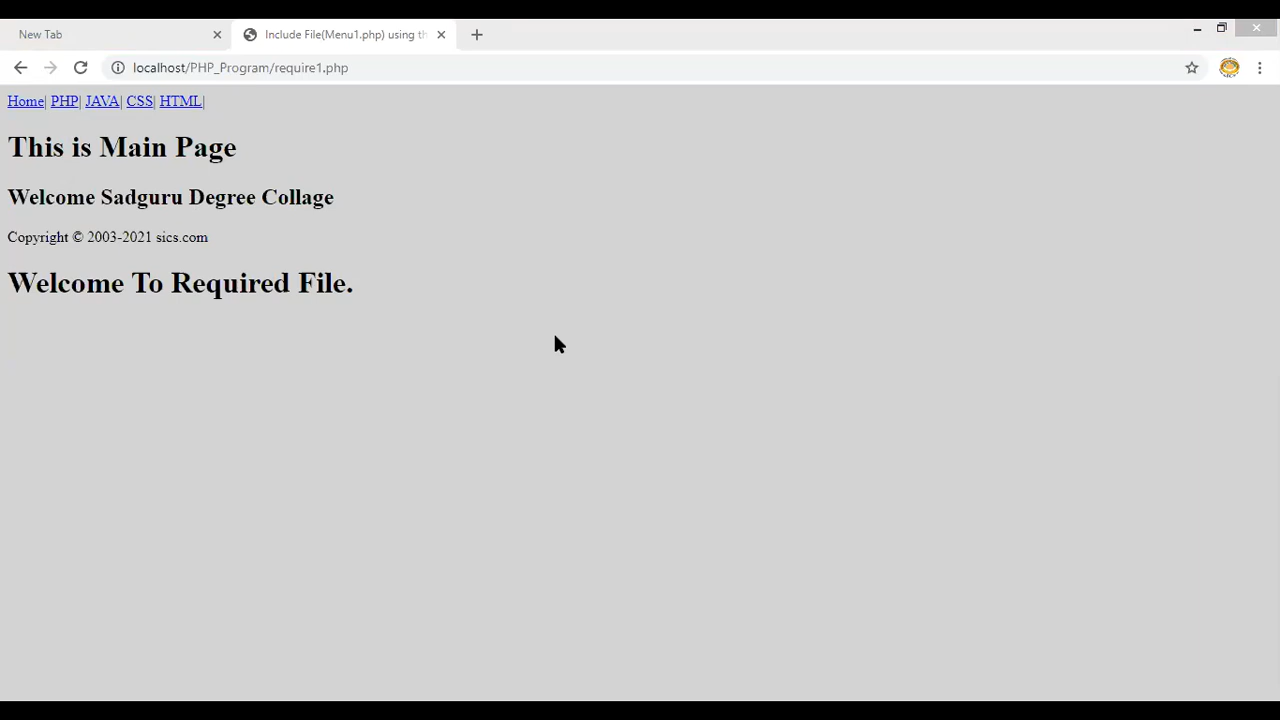 New Tab
Include File(Menu1.php) using th
localhost/PHP_Program/require1.php
Home| PHP| JAVA| CSS| HTML|
This is Main Page
Welcome Sadguru Degree Collage
Copyright © 2003-2021 sics.com
Welcome To Required File.